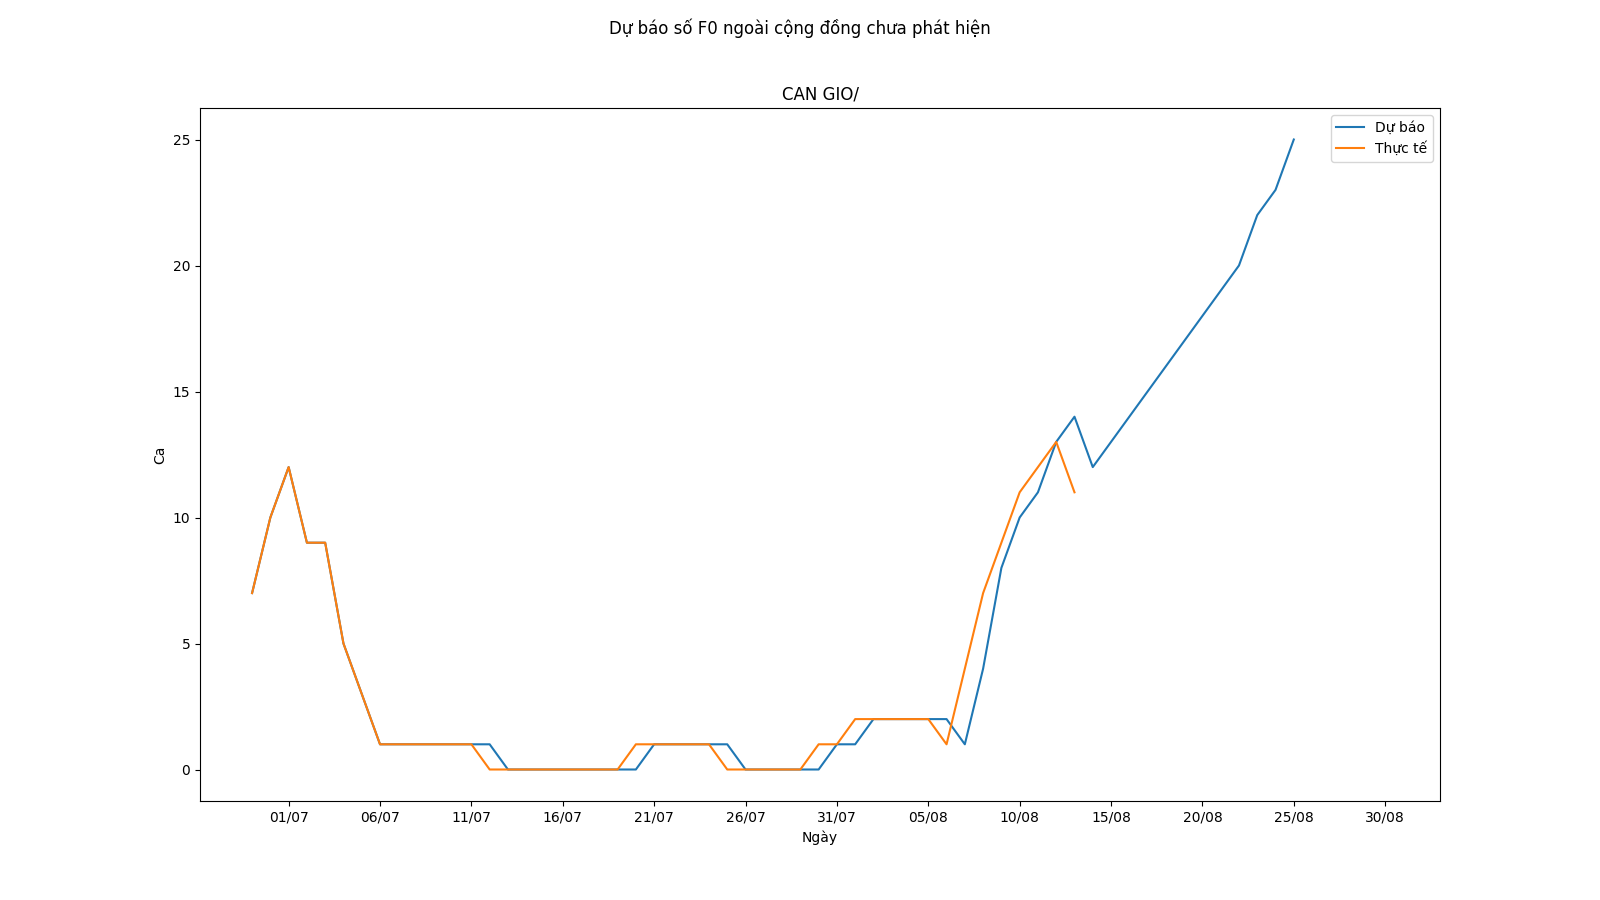 Dự báo số F0 ngoài cộng đồng chưa phát hiện
CAN GIO/
Dự báo
Thực tế
25
20
15
10
5
0
Ca
01/07 06/07 11/07 16/07 21/07 26/07 31/07 05/08 10/08 15/08 20/08 25/08 30/08
Ngày